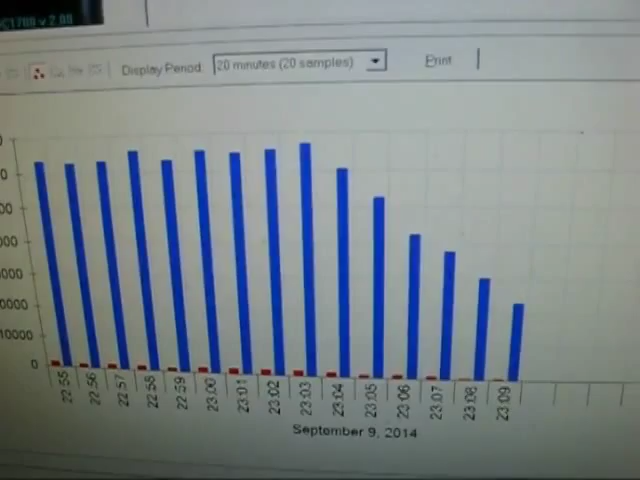 v 2.00
Display Period: 20 minutes (20 samples) Print
10000
0
22:55 22:56 22:57 22:58 22:59 23:00 23:01 23:02 23:03 23:04 23:05 23:06 23:07 23:08 23:09
September 9, 2014